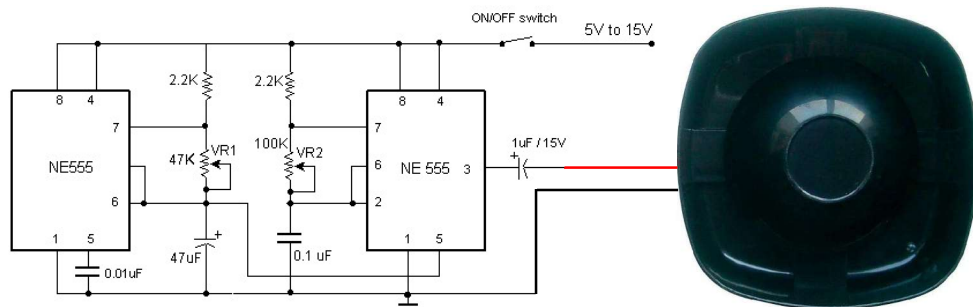 ON/OFF switch
5V to 15V
2.2K
2.2K
8 4
8 4
7
7
NE555
47K
VR1
100K
VR2
6
NE 555
3
1uF / 15V
6
2
1 5
1 5
0.01uF
47uF
0.1 uF
+
+